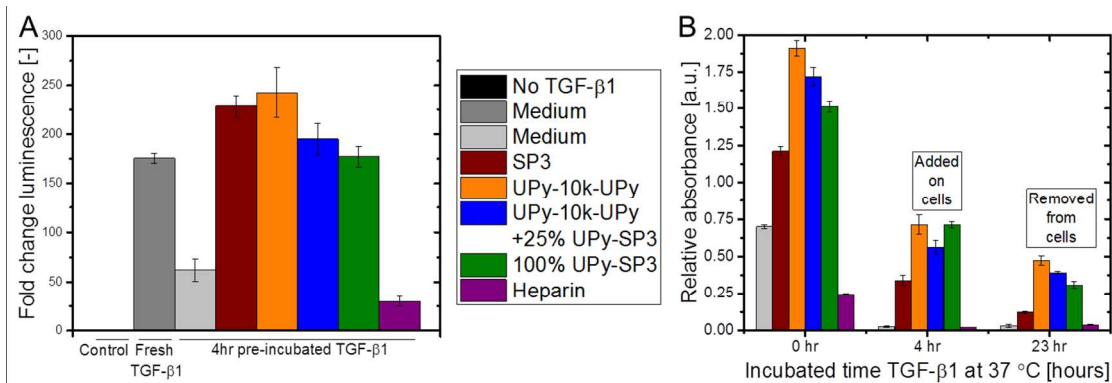 A
Fold change luminescence [-]
300
250
200
150
100
50
0
Control
Fresh
TGF-β1
4hr pre-incubated TGF-β1
No TGF-β1
Medium
Medium
SP3
UPy-10k-UPy
UPy-10k-UPy
+25% UPy-SP3
100% UPy-SP3
Heparin
B
Relative absorbance [a.u.]
2.00
1.75
1.50
1.25
1.00
0.75
0.50
0.25
0.00
Added
on
cells
Removed
from
cells
0 hr
4 hr
23 hr
Incubated time TGF-β1 at 37 °C [hours]